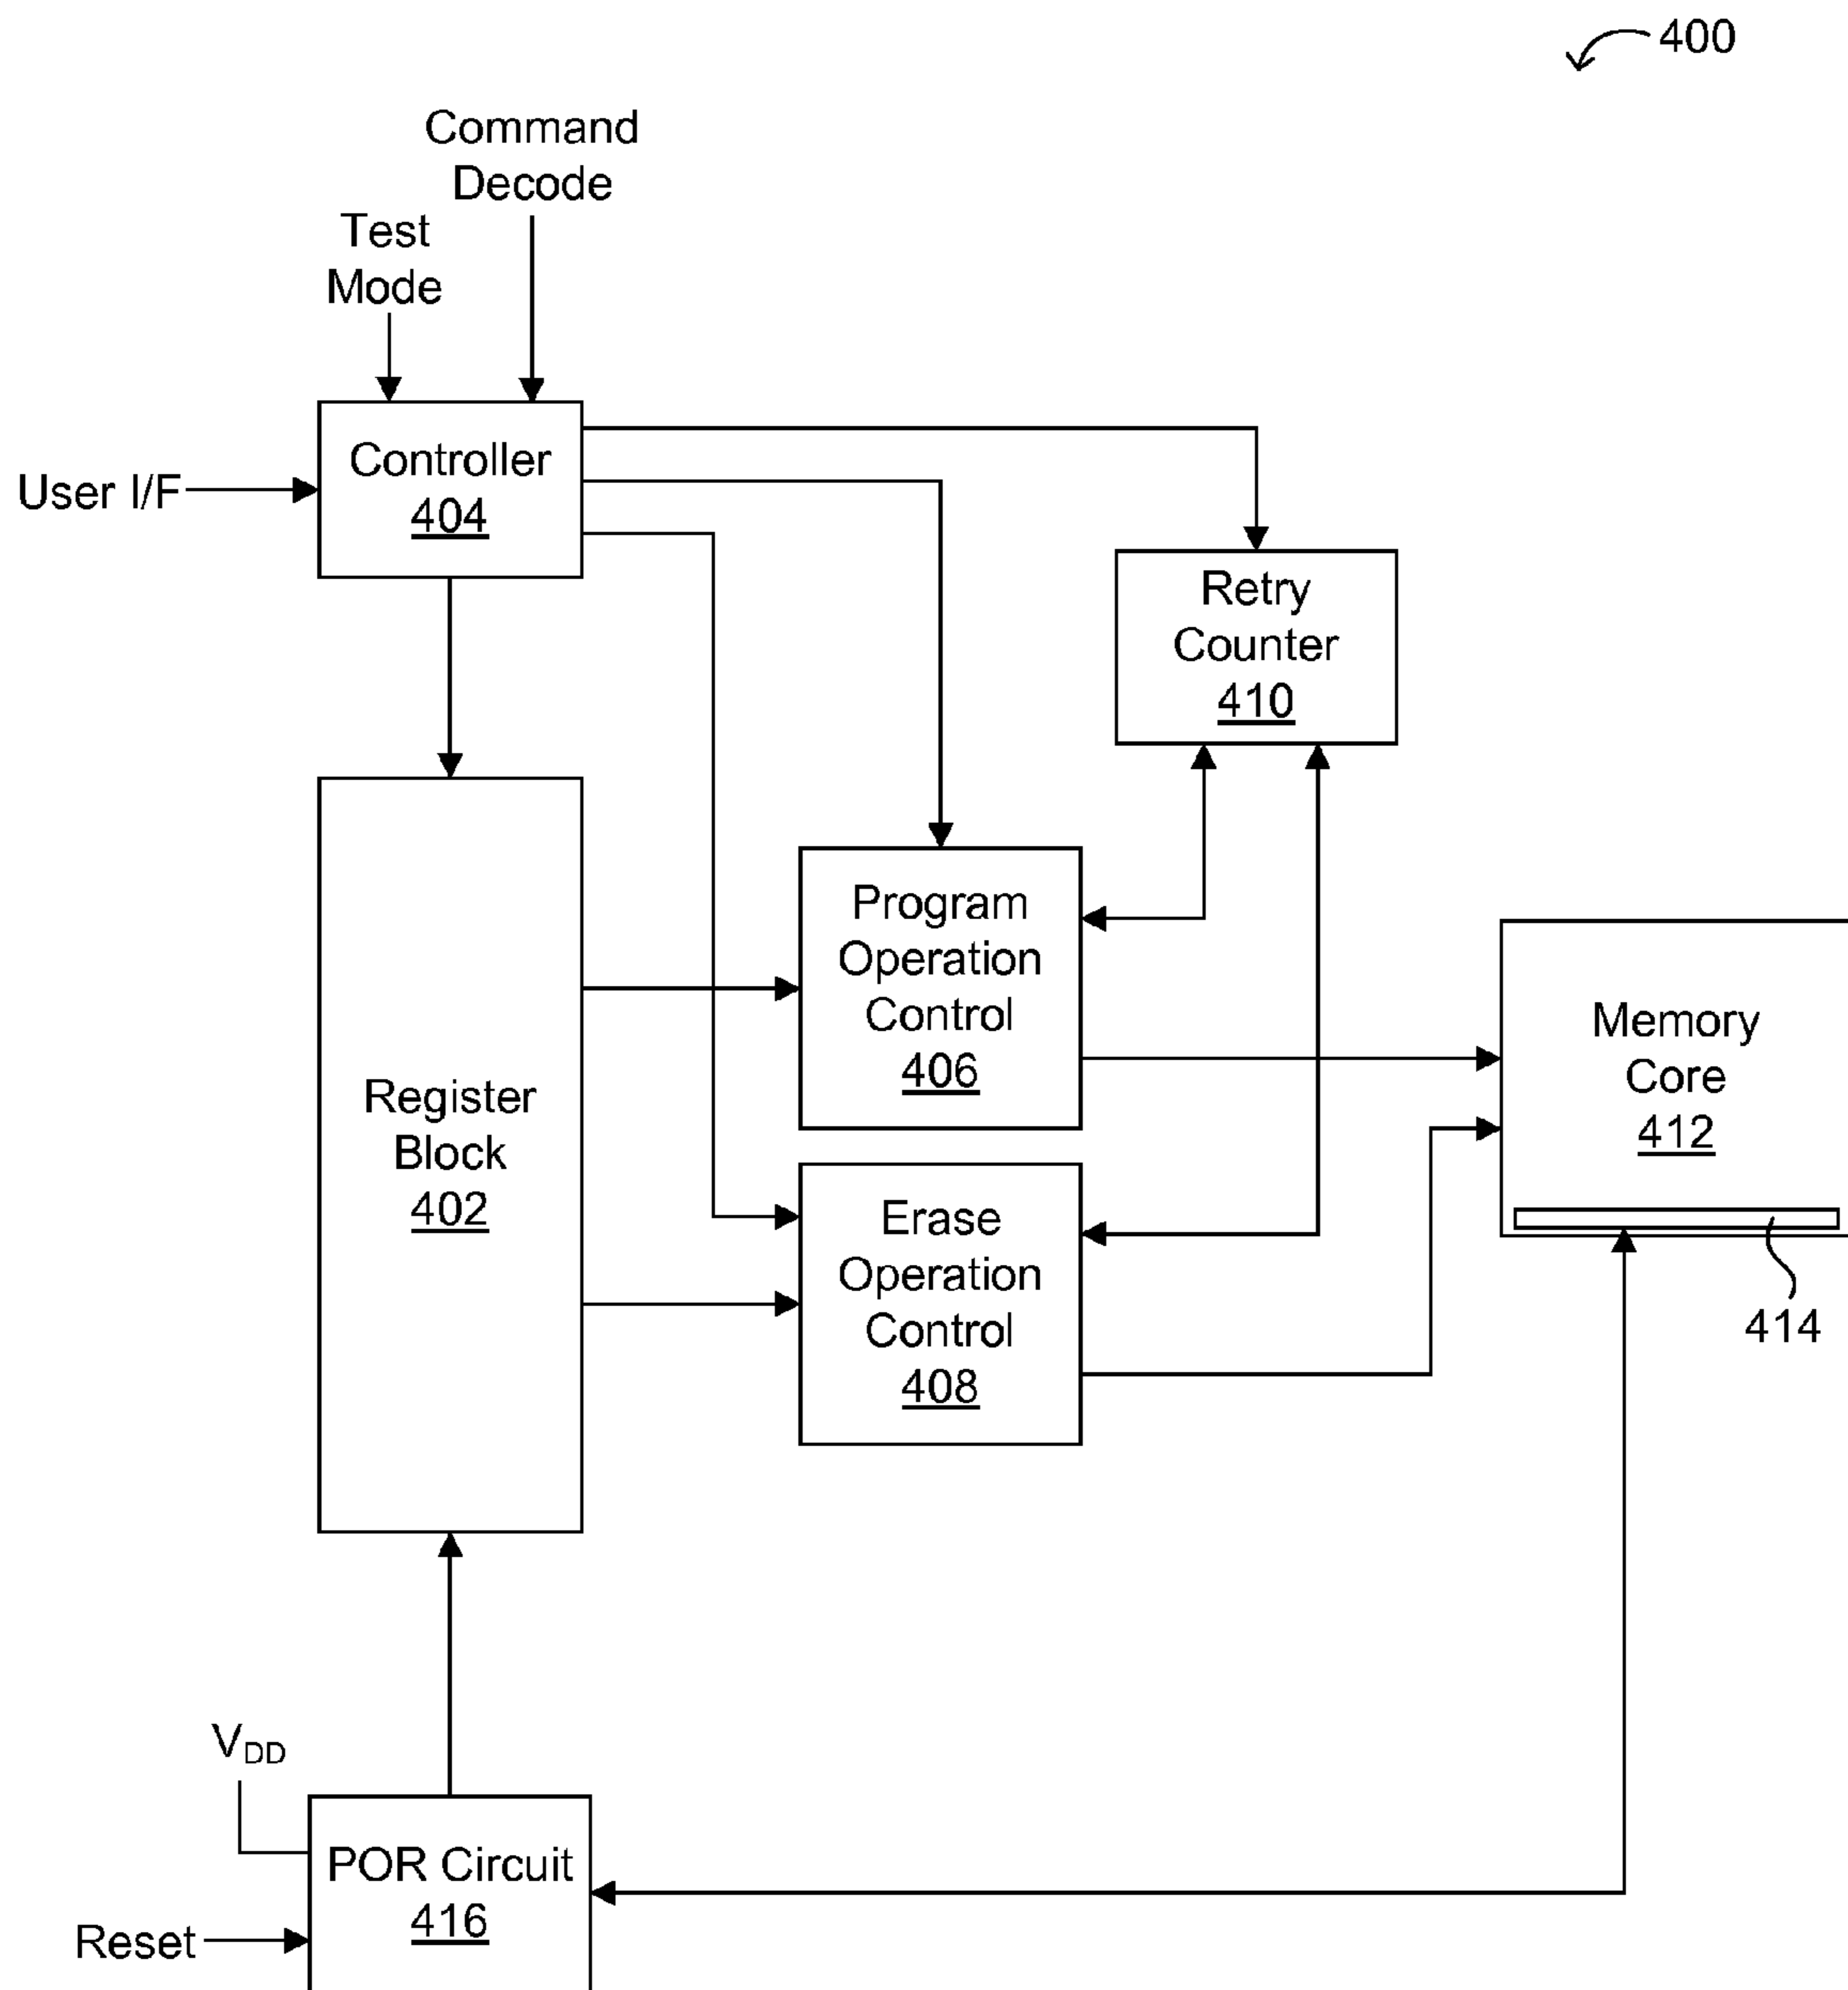 400
Command
Decode
Test
Mode
User I/F
Controller
404
Retry
Counter
410
Program
Operation
Control
406
Memory
Core
412
Register
Block
402
Erase
Operation
Control
408
414
VDD
POR Circuit
416
Reset